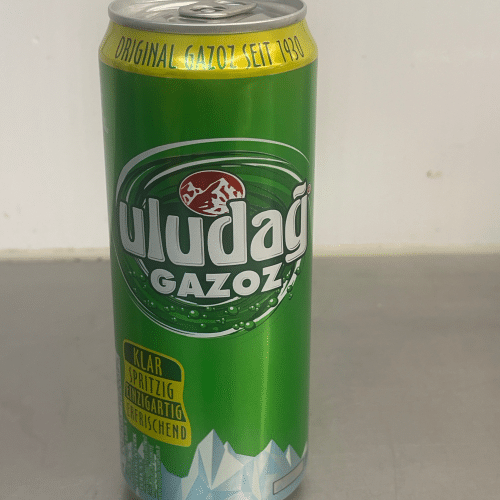 ORIGINAL GAZOZ SEIT 1930
uludağ
GAZOZ
KLAR
SPRITZIG
EINZIGARTIG
ERFRISCHEND